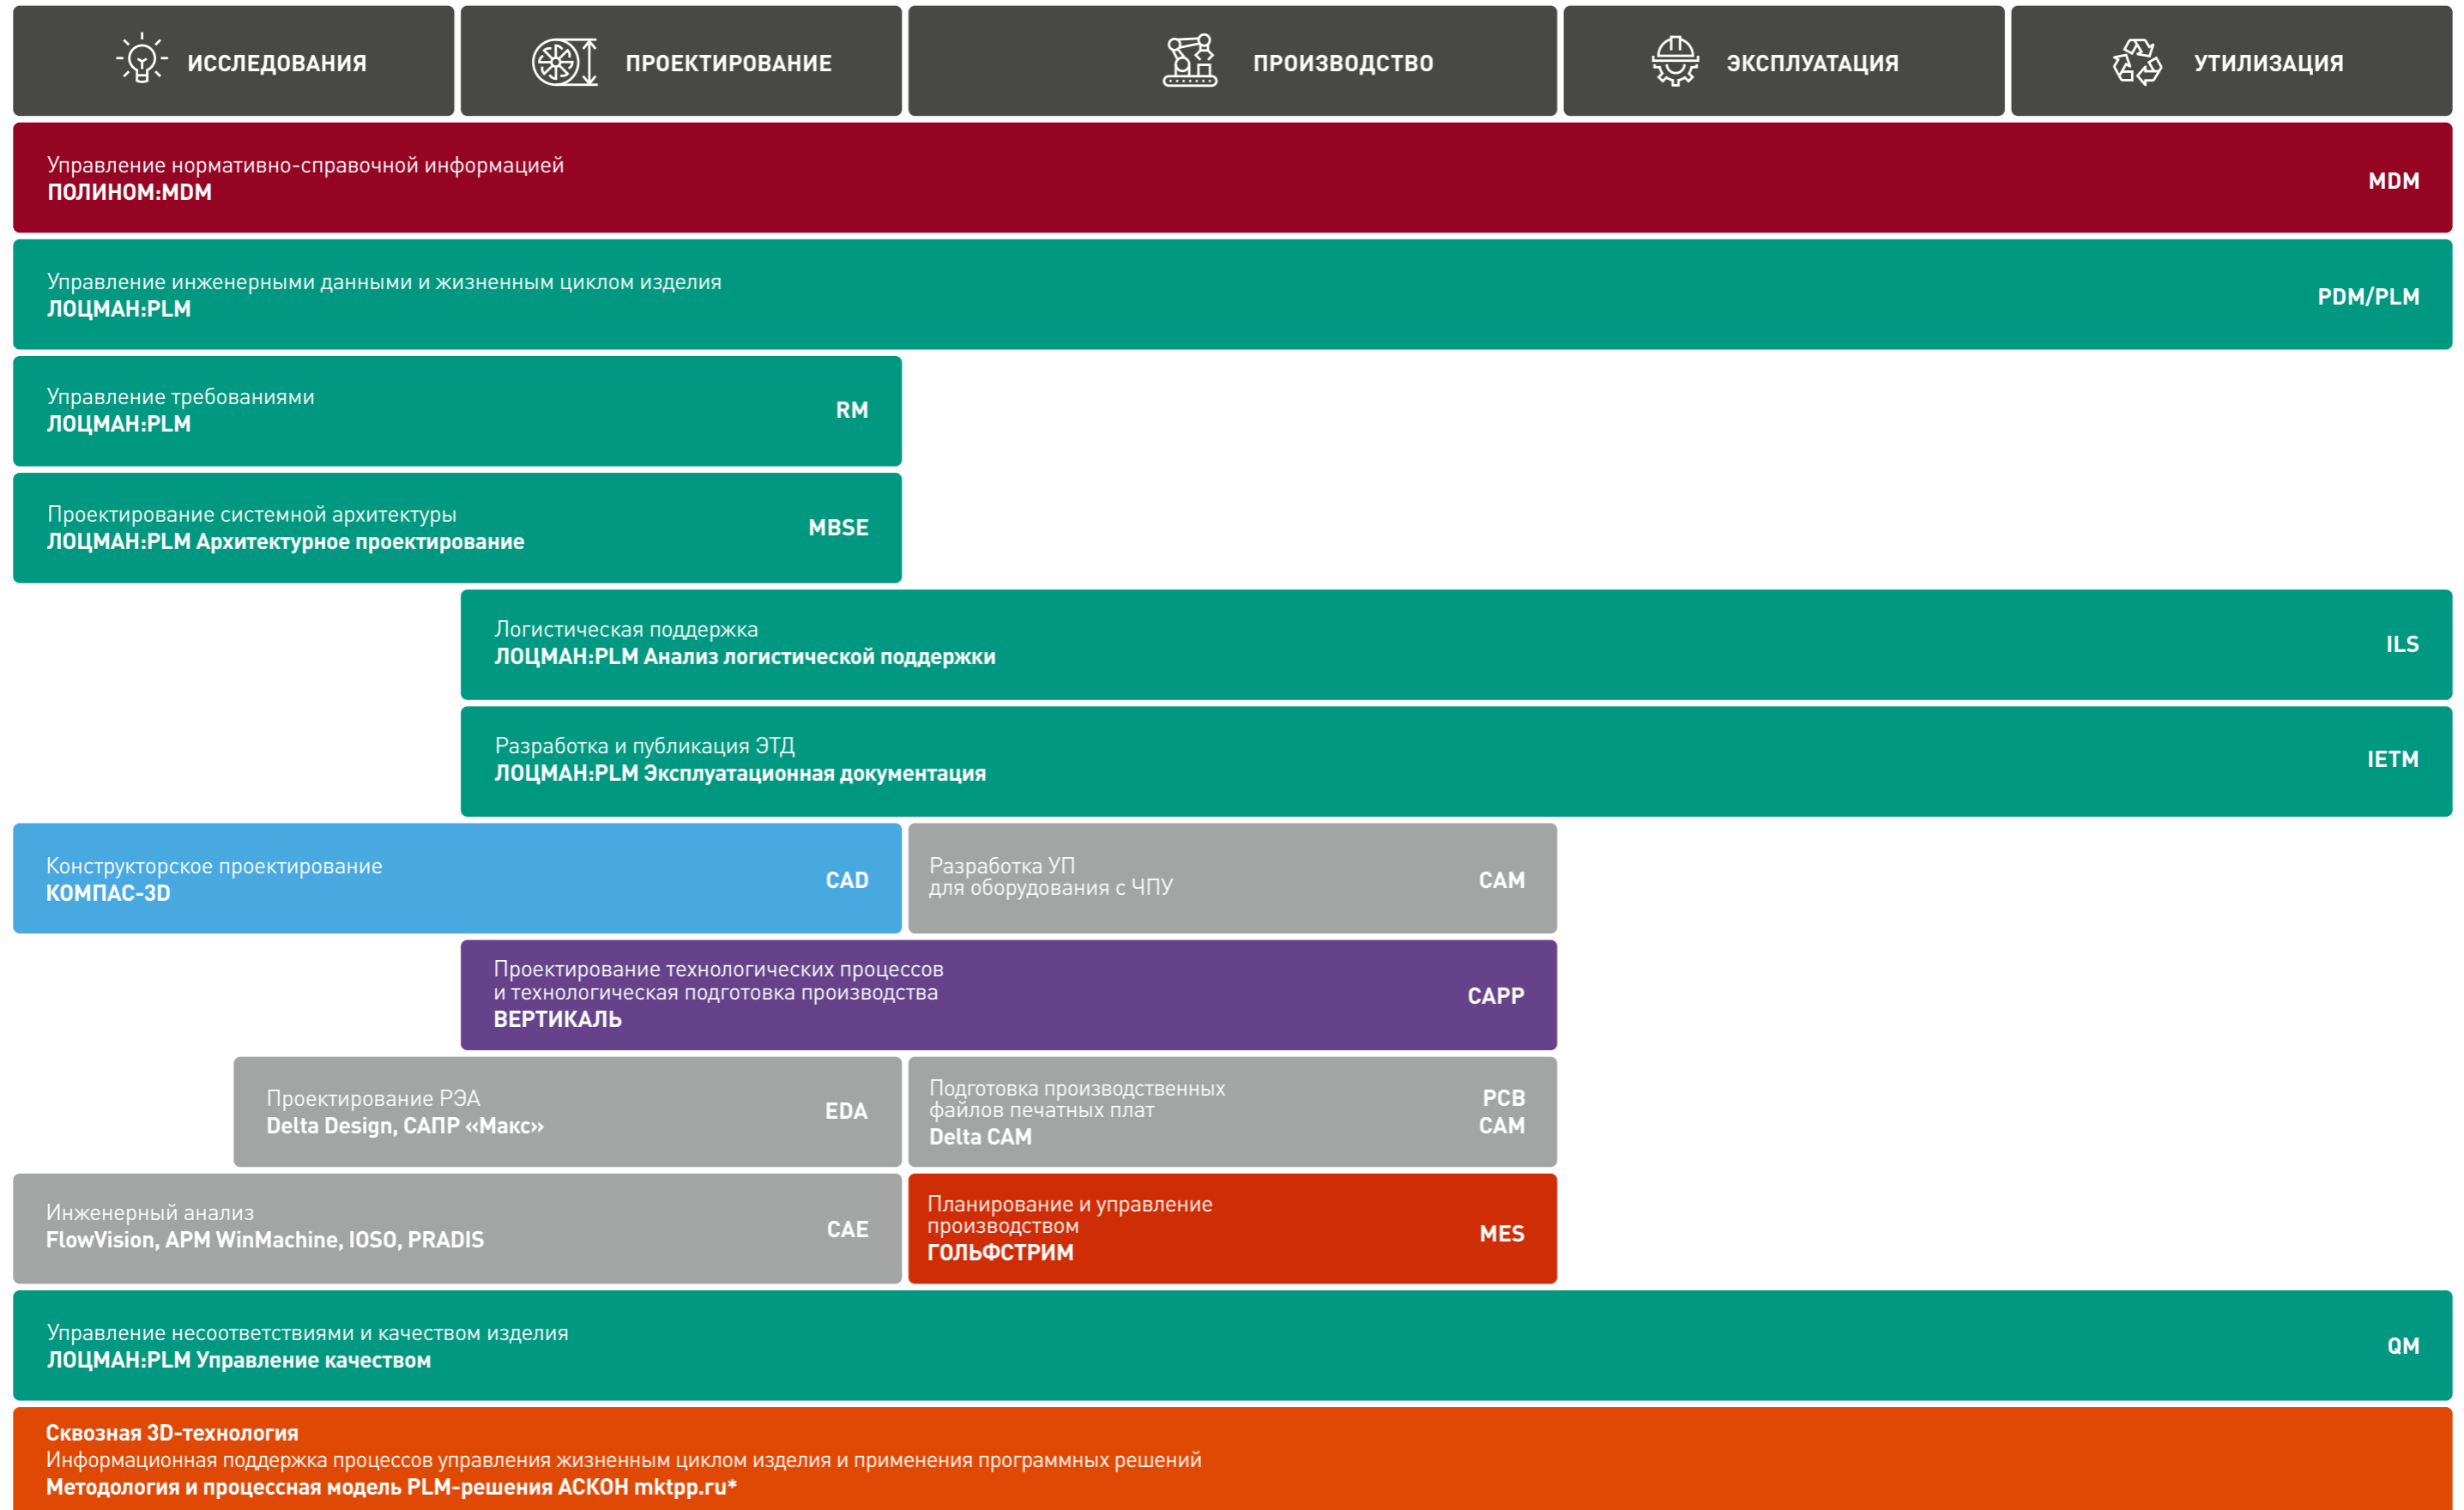 ИССЛЕДОВАНИЯ
ПРОЕКТИРОВАНИЕ
ПРОИЗВОДСТВО
ЭКСПЛУАТАЦИЯ
УТИЛИЗАЦИЯ
Управление нормативно-справочной информацией
ПОЛИНОМ:MDM
MDM
Управление инженерными данными и жизненным циклом изделия
ЛОЦМАН:PLM
PDM/PLM
Управление требованиями
ЛОЦМАН:PLM
RM
Проектирование системной архитектуры
ЛОЦМАН:PLM Архитектурное проектирование
MBSE
Логистическая поддержка
ЛОЦМАН:PLM Анализ логистической поддержки
ILS
Разработка и публикация ЭТД
ЛОЦМАН:PLM Эксплуатационная документация
IETM
Конструкторское проектирование
КОМПАС-3D
CAD
Разработка УП
для оборудования с ЧПУ
CAM
Проектирование технологических процессов
и технологическая подготовка производства
ВЕРТИКАЛЬ
CAPP
Проектирование РЭА
Delta Design, САПР «Макс»
EDA
Подготовка производственных
файлов печатных плат
Delta CAM
PCB
CAM
Инженерный анализ
FlowVision, APM WinMachine, IOSO, PRADIS
CAE
Планирование и управление
производством
ГОЛЬФСТРИМ
MES
Управление несоответствиями и качеством изделия
ЛОЦМАН:PLM Управление качеством
QM
Сквозная 3D-технология
Информационная поддержка процессов управления жизненным циклом изделия и применения программных решений
Методология и процессная модель PLM-решения АСКОН mktpp.ru*